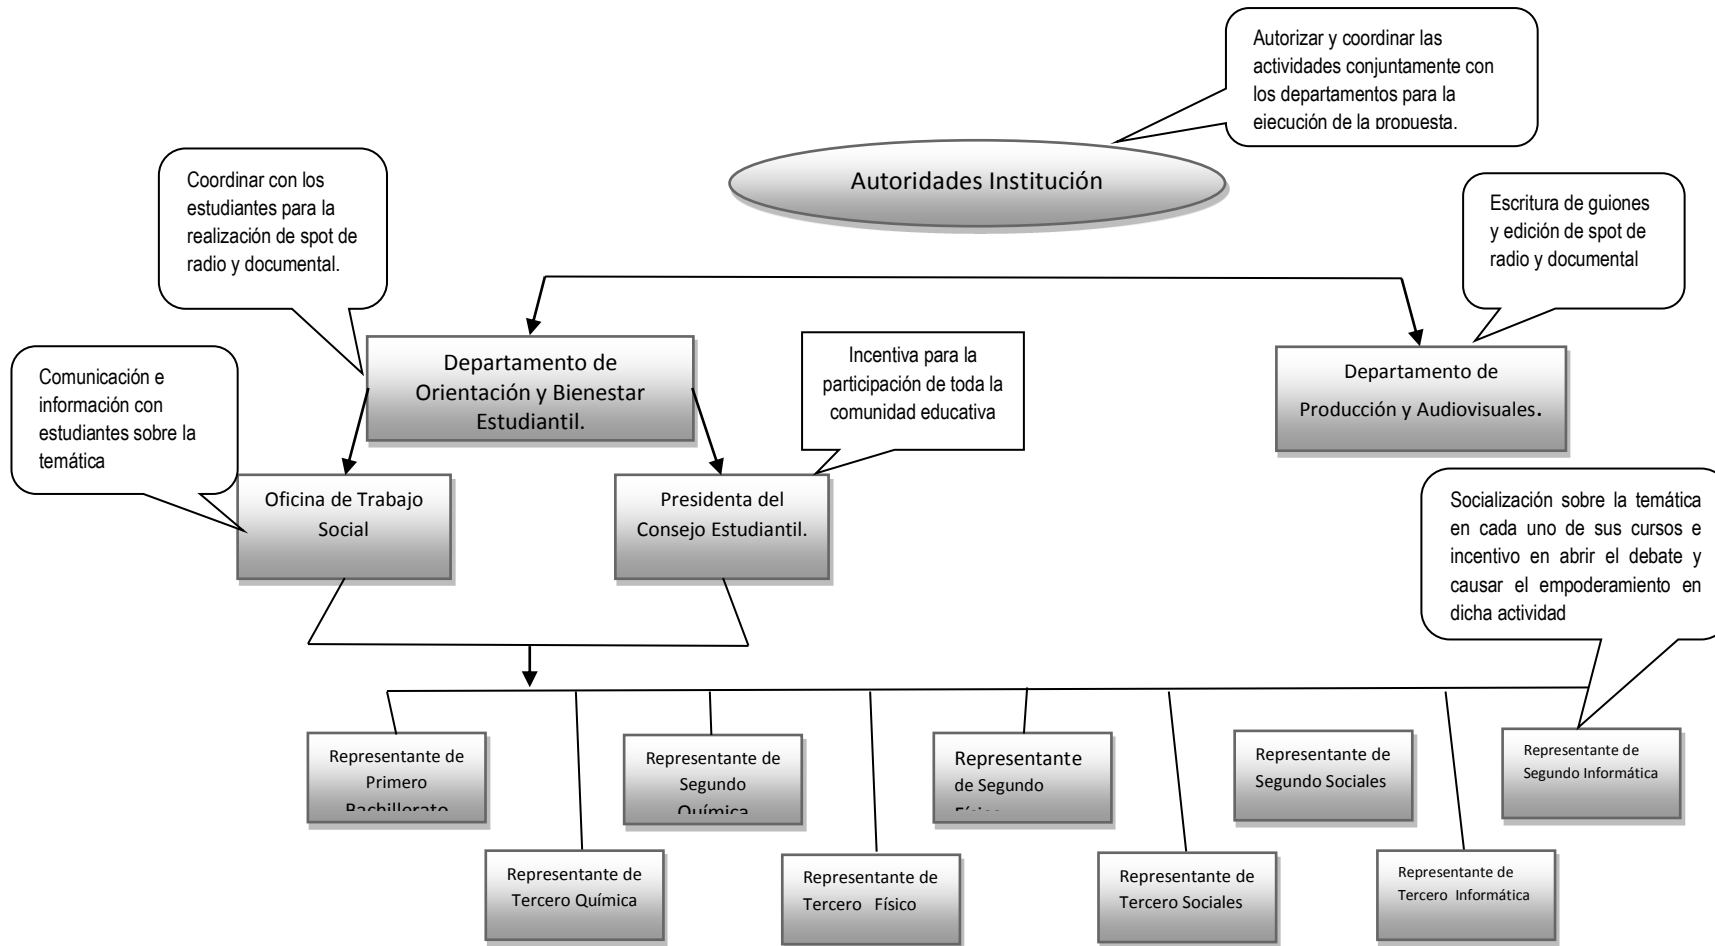 Autorizar y coordinar las
actividades conjuntamente con
los departamentos para la
ejecución de la propuesta.
Autoridades Institución
Coordinar con los
estudiantes para la
realización de spot de
radio y documental.
Escritura de guiones
y edición de spot de
radio y documental
Departamento de
Orientación y Bienestar
Estudiantil.
Incentiva para la
participación de toda la
comunidad educativa
Departamento de
Producción y Audiovisuales.
Comunicación e
información con
estudiantes sobre la
temática
Oficina de Trabajo
Social
Presidenta del
Consejo Estudiantil.
Socialización sobre la temática
en cada uno de sus cursos e
incentivo en abrir el debate y
causar el empoderamiento en
dicha actividad
Representante de
Primero
Bachillerato
Representante de
Segundo
Química
Representante
de Segundo
Representante de
Segundo Sociales
Representante de
Segundo Informática
Representante de
Tercero Química
Representante de
Tercero Físico
Representante de
Tercero Sociales
Representante de
Tercero Informática